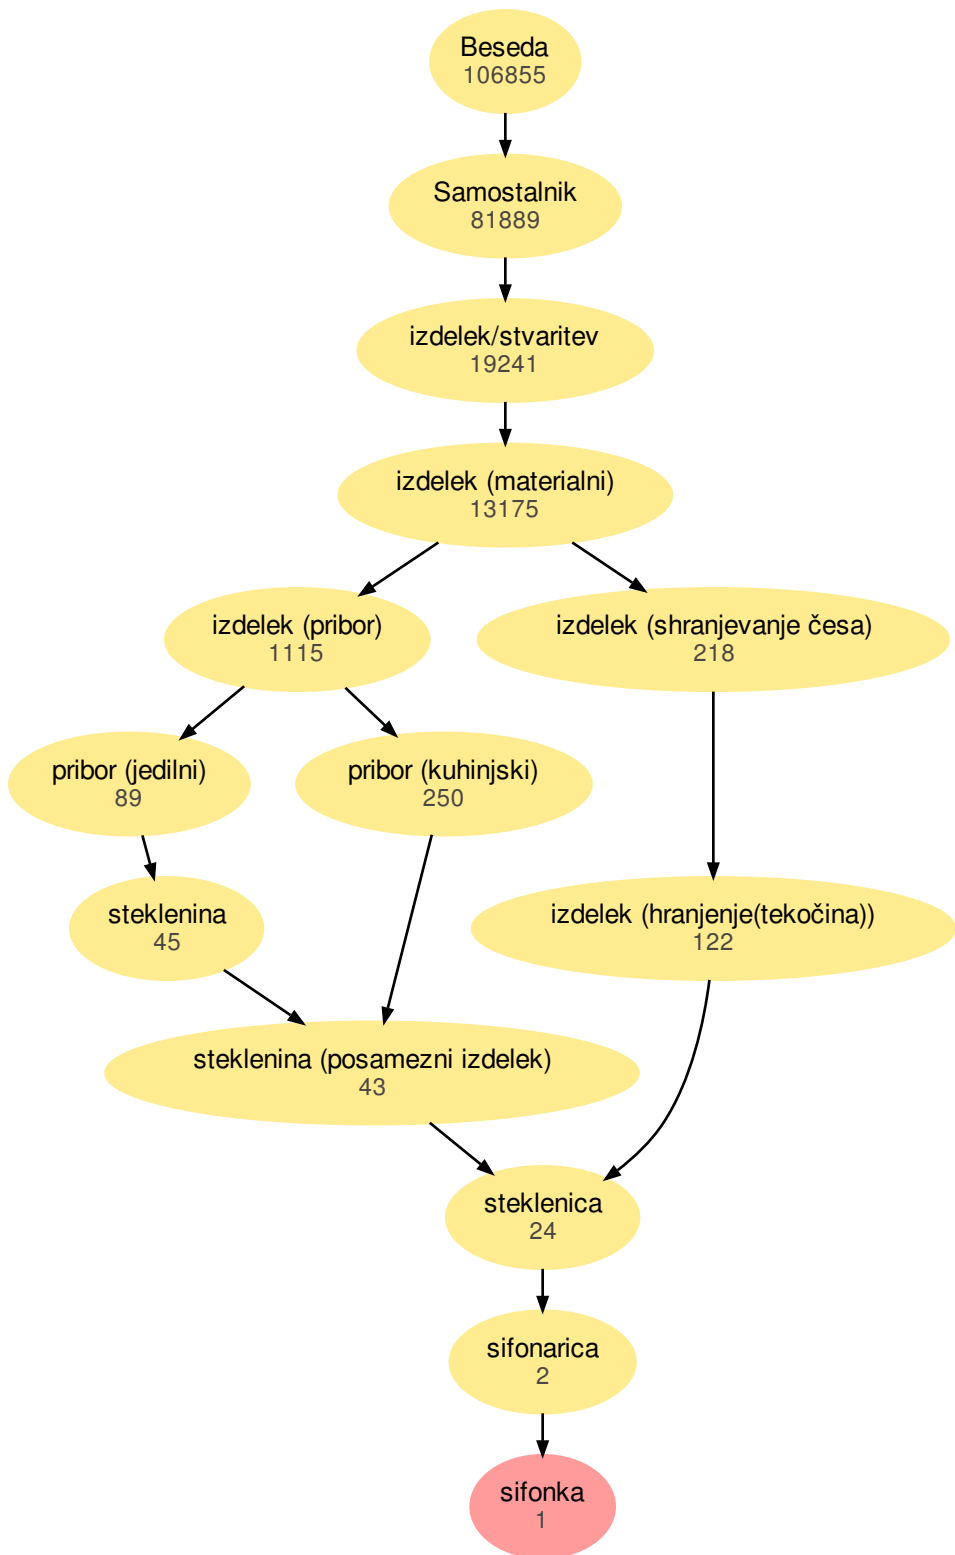 Beseda
106855
Samostalnik
81889
izdelek/stvaritev
19241
izdelek (materialni)
13175
izdelek (pribor)
1115
izdelek (shranjevanje česa)
218
pribor (jedilni)
89
pribor (kuhinjski)
250
steklenina
45
izdelek (hranjenje(tekočina))
122
steklenina (posamezni izdelek)
43
steklenica
24
sifonarica
2
sifonka
1